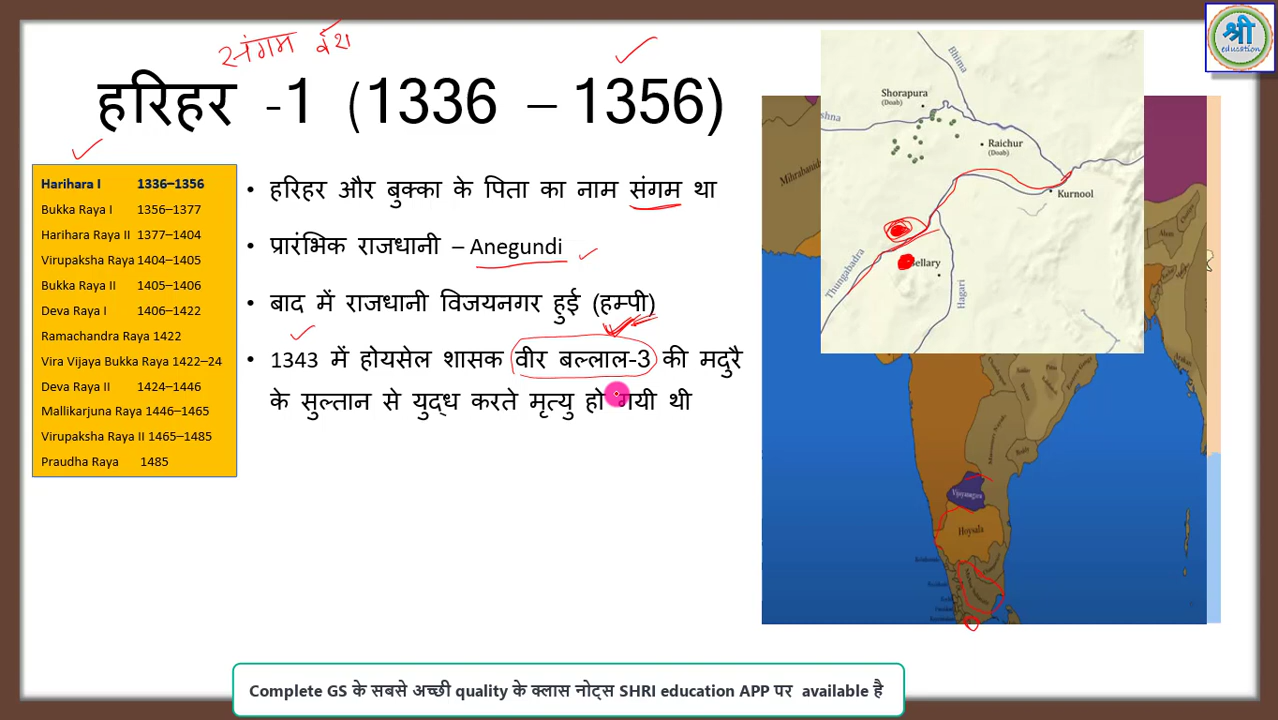 संगम वंश
हरिहर -1 (1336 – 1356)
Harihara I 1336–1356
Bukka Raya I 1356–1377
Harihara Raya II 1377–1404
Virupaksha Raya 1404–1405
Bukka Raya II 1405–1406
Deva Raya I 1406–1422
Ramachandra Raya 1422
Vira Vijaya Bukka Raya 1422–24
Deva Raya II 1424–1446
Mallikarjuna Raya 1446–1465
Virupaksha Raya II 1465–1485
Praudha Raya 1485
• हरिहर और बुक्का के पिता का नाम संगम था
• प्रारंभिक राजधानी – Anegundi
• बाद में राजधानी विजयनगर हुई (हम्पी)
• 1343 में होयसेल शासक वीर बल्लाल-3 की मदुरै
के सुल्तान से युद्ध करते मृत्यु हो गयी थी
श्री
education
Bhima
Shorapura
(Doab)
shna
Raichur
(Doab)
Kurnool
Bellary
Thungabadra
Hagari
Vijaynagara
Hoysala
Complete GS के सबसे अच्छी quality के क्लास नोट्स SHRI education APP पर available है